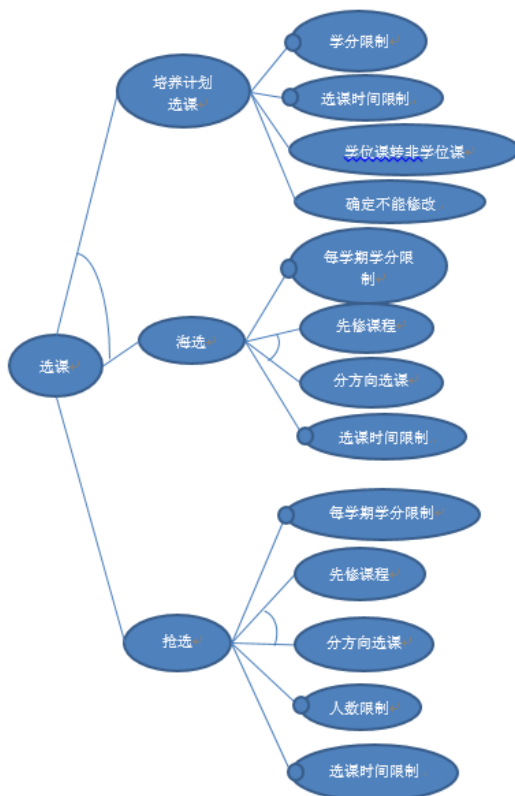 学分限制
培养计划
选课
选课时间限制
学位课转非学位课
确定不能修改
每学期学分限
制
先修课程
海选
选课
分方向选课
选课时间限制
每学期学分限制
先修课程
抢选
分方向选课
人数限制
选课时间限制